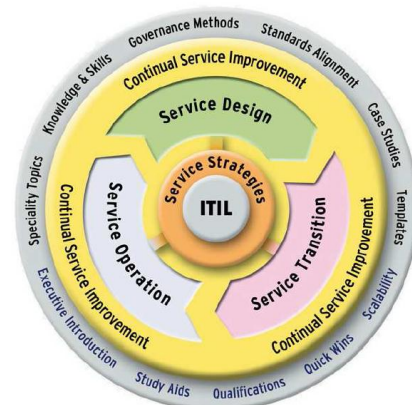 Governance Methods
Standards Alignment
Case Studies
Templates
Scalability
Quick Wins
Qualifications
Study Aids
Executive Introduction
Speciality Topics
Knowledge & Skills
Continual Service Improvement
Continual Service Improvement
Continual Service Improvement
Service Design
Service Transition
Service Operation
Service Strategies
ITIL